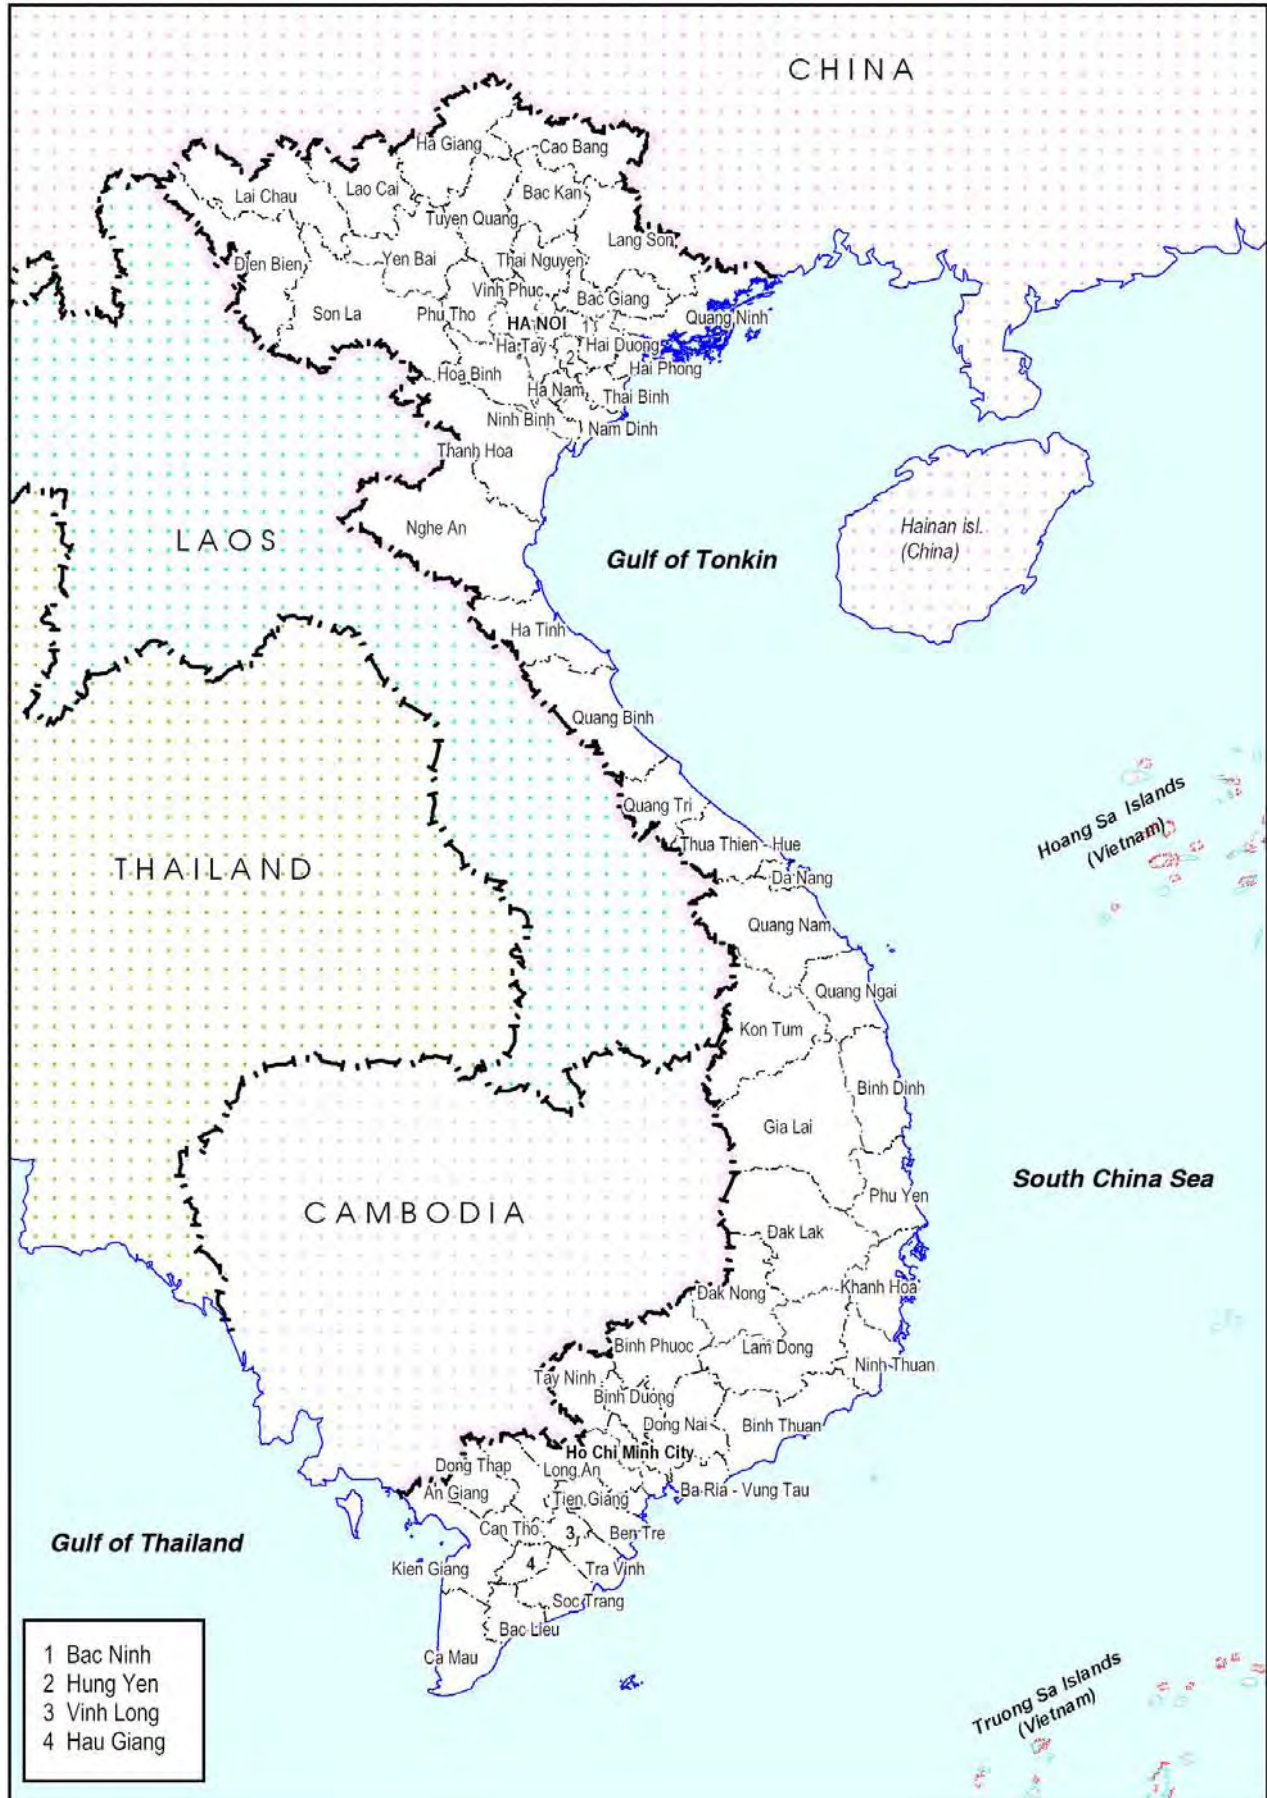 CHINA
Ha Giang
Cao Bang
Lai Chau
Lao Cai
Bac Kan
Tuyen Quang
Lang Son
Đien Bien
Yen Bai
Thai Nguyen
Vinh Phuc
Bac Giang
Son La
Phu Tho
HA NOI
1
Quang Ninh
Ha Tay
2
Hai Duong
Hoa Binh
Hai Phong
Ha Nam
Thai Binh
Ninh Binh
Nam Dinh
Thanh Hoa
Nghe An
LAOS
Gulf of Tonkin
Hainan isl.
(China)
Ha Tinh
Quang Binh
Quang Tri
Hoang Sa Islands
(Vietnam)
Thua Thien - Hue
THAILAND
Da Nang
Quang Nam
Quang Ngai
Kon Tum
Binh Dinh
Gia Lai
South China Sea
Phu Yen
CAMBODIA
Đak Lak
Khanh Hoa
Đak Nong
Binh Phuoc
Lam Dong
Ninh Thuan
Tay Ninh
Binh Duong
Dong Nai
Binh Thuan
Ho Chi Minh City
Dong Thap
Long An
An Giang
Tien Giang
Ba Ria - Vung Tau
Can Tho
3
Ben Tre
Gulf of Thailand
Kien Giang
4
Tra Vinh
Soc Trang
Bac Lieu
Ca Mau
1 Bac Ninh
2 Hung Yen
3 Vinh Long
4 Hau Giang
Truong Sa Islands
(Vietnam)